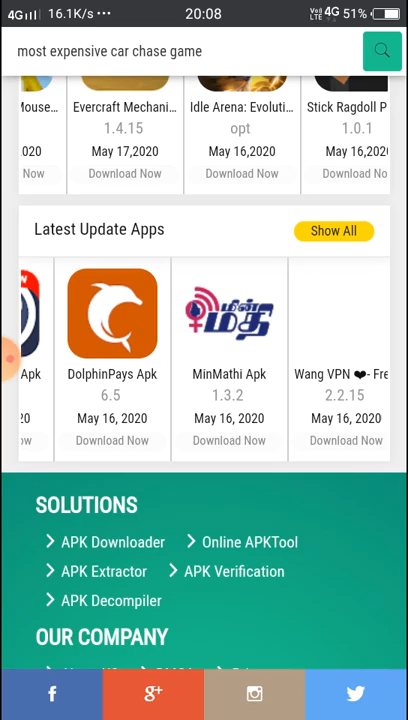 4G 16.1K/s ••• 20:08 VoLTE 4G 51%
most expensive car chase game
Mouse... Evercraft Mechani... Idle Arena: Evoluti... Stick Ragdoll P
1.4.15 opt 1.0.1
020 May 17,2020 May 16,2020 May 16,202
Now Download Now Download Now Download No
Latest Update Apps Show All
Apk DolphinPays Apk MinMathi Apk Wang VPN ❤- Fre
6.5 1.3.2 2.2.15
20 May 16, 2020 May 16, 2020 May 16, 2020
ow Download Now Download Now Download Now
மின்
மதி
SOLUTIONS
APK Downloader Online APKTool
APK Extractor APK Verification
APK Decompiler
OUR COMPANY
f g+